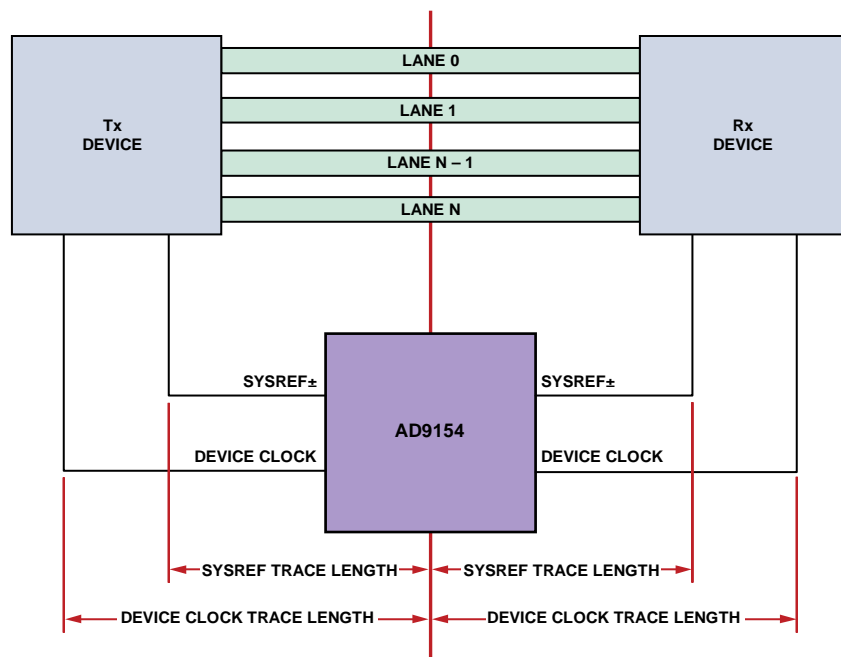 LANE 0
LANE 1
LANE N – 1
LANE N
Tx
DEVICE
Rx
DEVICE
SYSREF±
SYSREF±
AD9154
DEVICE CLOCK
DEVICE CLOCK
SYSREF TRACE LENGTH
SYSREF TRACE LENGTH
DEVICE CLOCK TRACE LENGTH
DEVICE CLOCK TRACE LENGTH